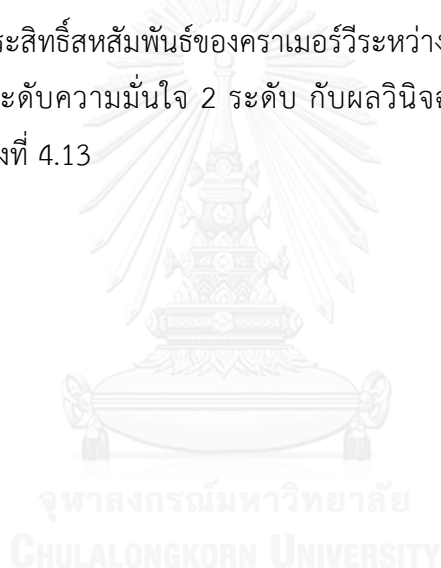 ระสิทธิ์สหสัมพันธ์ของคราเมอร์วีระหว่าง
ะดับความมั่นใจ 2 ระดับ กับผลวินิจฉ
งที่ 4.13
จุฬาลงกรณ์มหาวิทยาลัย
CHULALONGKORN UNIVERSITY